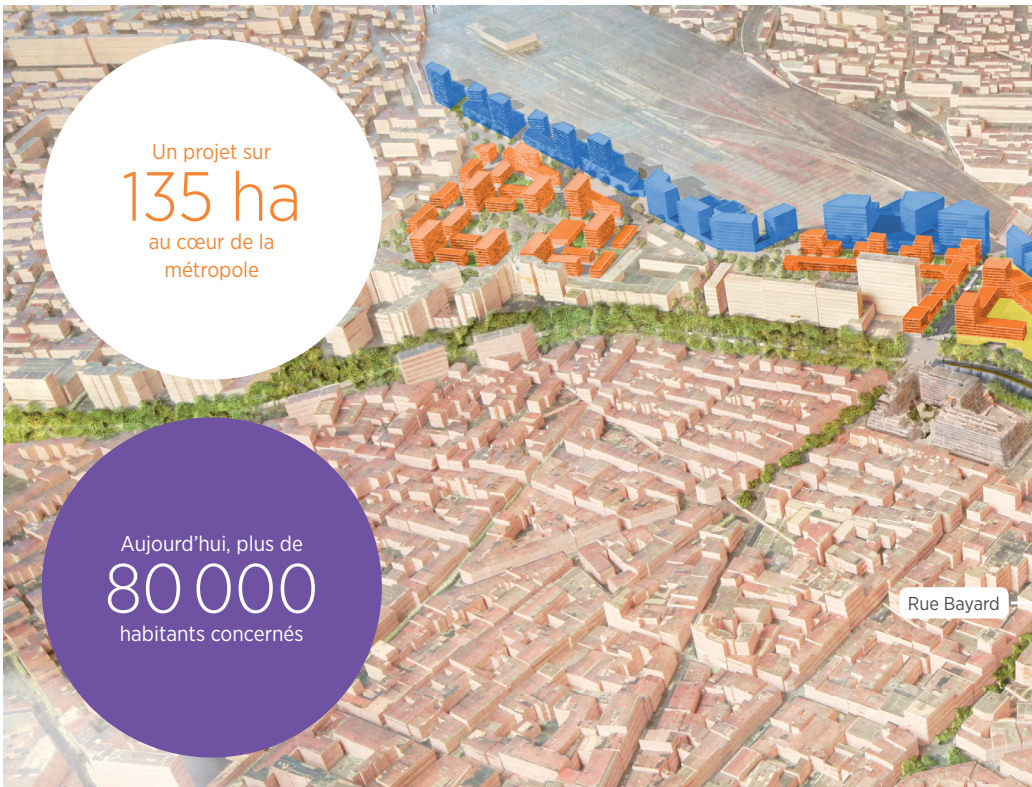 Un projet sur
135 ha
au cœur de la
métropole
Aujourd’hui, plus de
80 000
habitants concernés
Rue Bayard